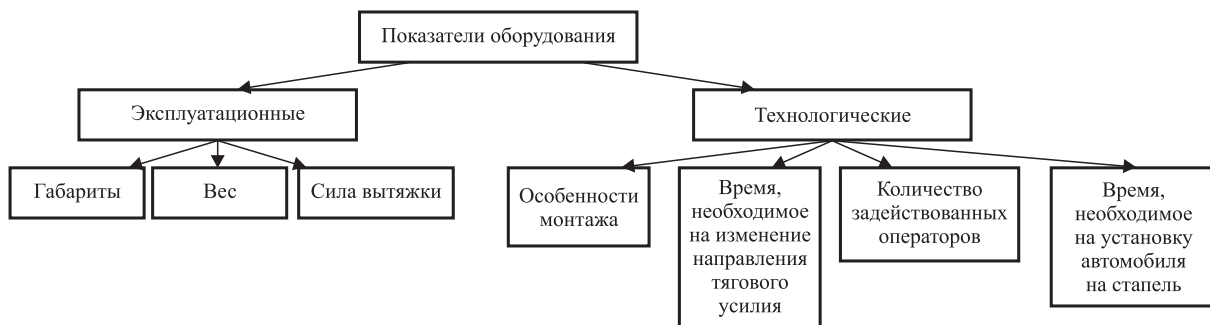 Показатели оборудования
Эксплуатационные
Технологические
Габариты
Вес
Сила вытяжки
Особенности
монтажа
Время,
необходимое
на изменение
направления
тягового
усилия
Количество
задействованных
операторов
Время,
необходимое
на установку
автомобиля
на стапель